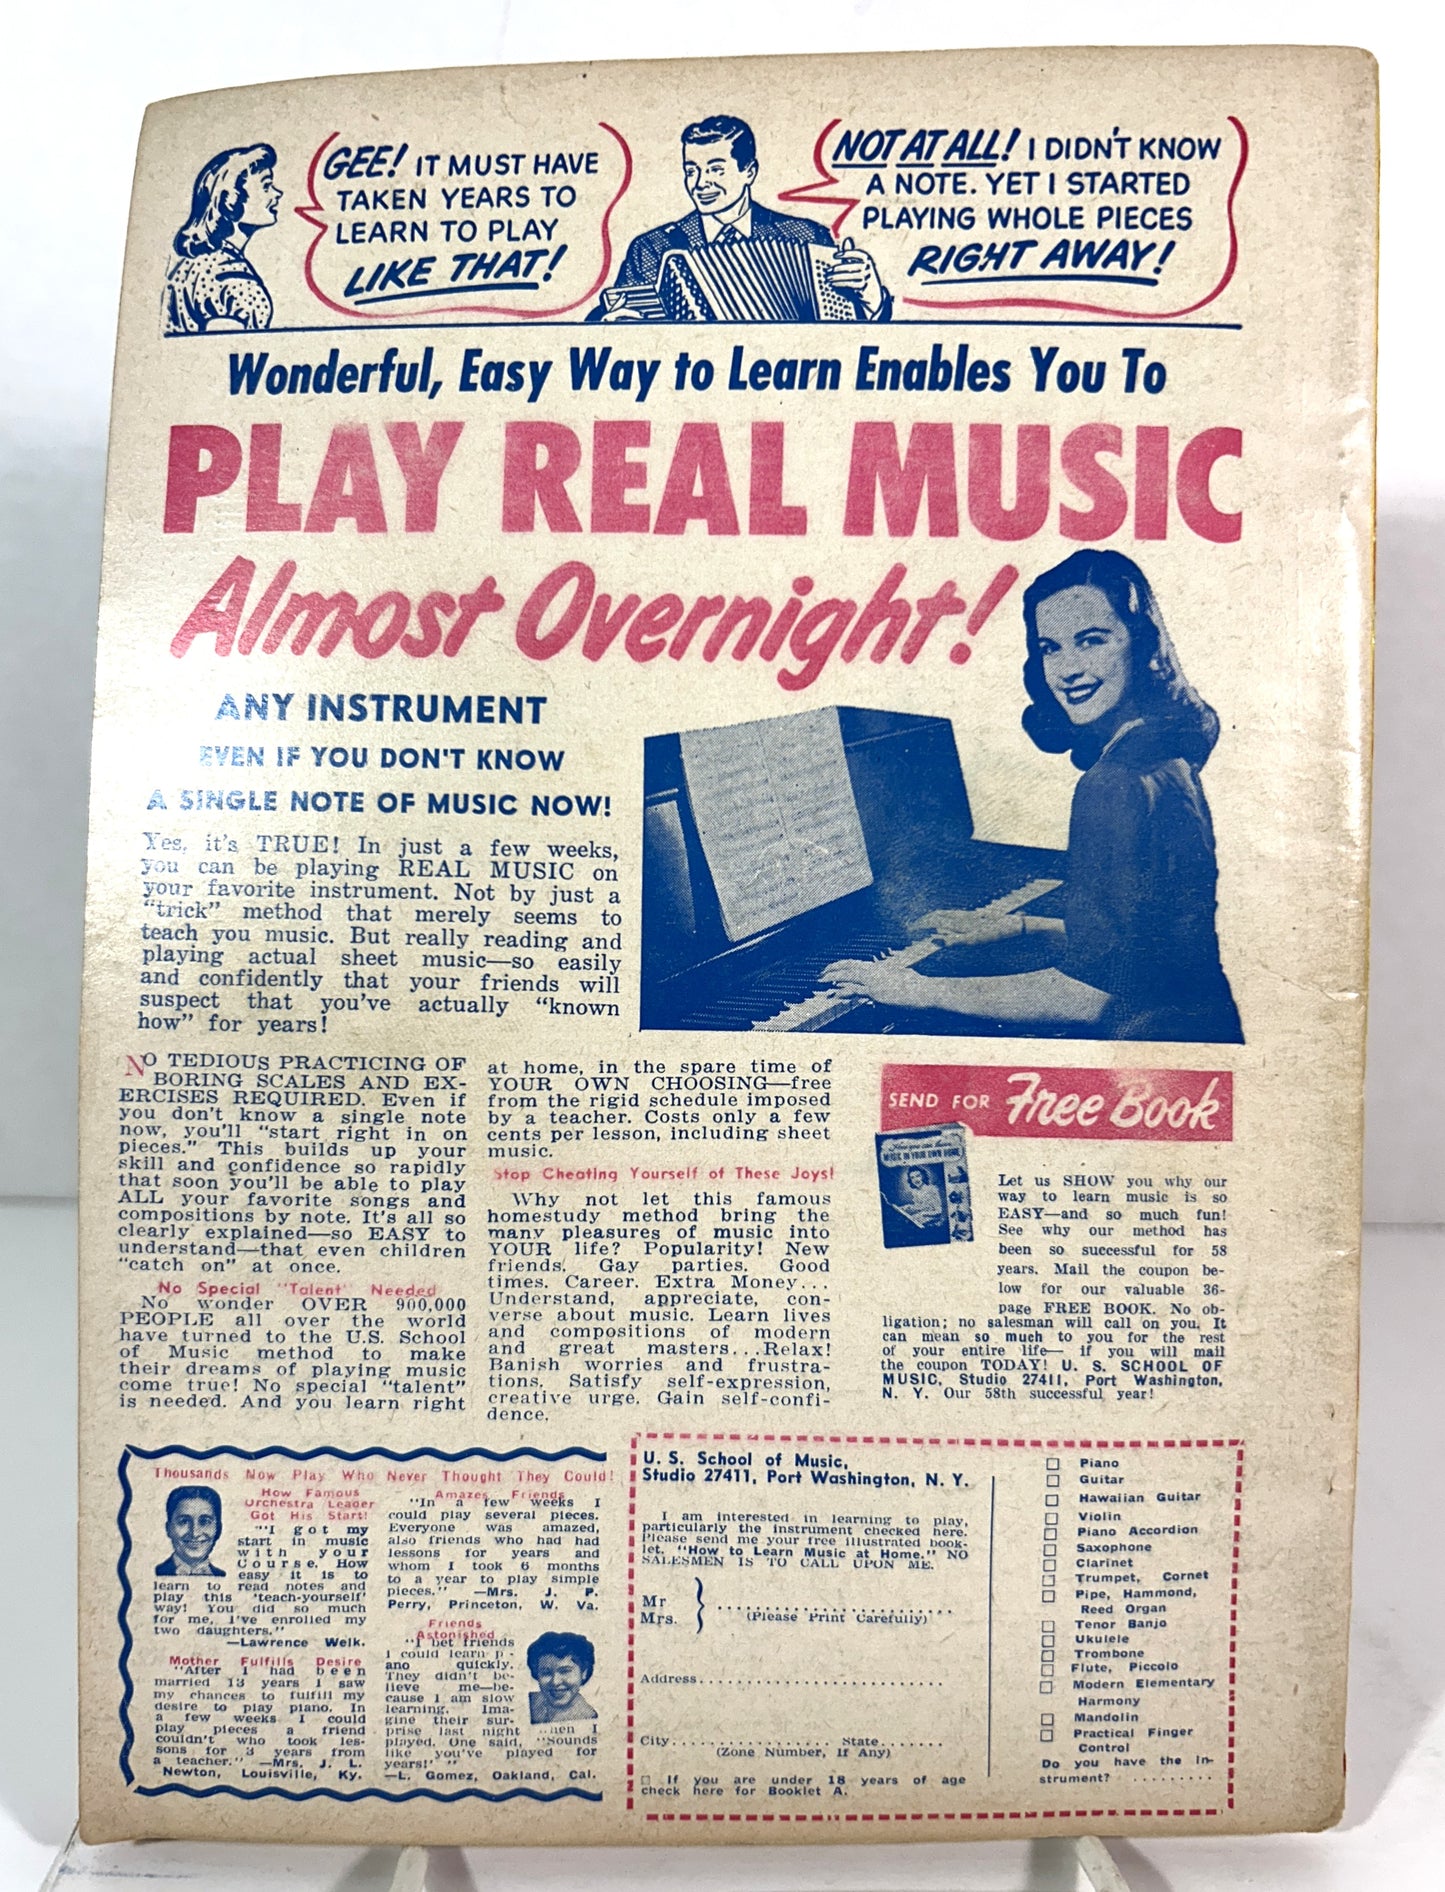 GEE! IT MUST HAVE
TAKEN YEARS TO
LEARN TO PLAY
LIKE THAT!
NOT AT ALL! I DIDN'T KNOW
A NOTE. YET I STARTED
PLAYING WHOLE PIECES
RIGHT AWAY!
Wonderful, Easy Way to Learn Enables You To
PLAY REAL MUSIC
Almost Overnight!
ANY INSTRUMENT
EVEN IF YOU DON'T KNOW
A SINGLE NOTE OF MUSIC NOW!
Yes, it's TRUE! In just a few weeks,
you can be playing REAL MUSIC on
your favorite instrument. Not by just a
"trick" method that merely seems to
teach you music. But really reading and
playing actual sheet music—so easily
and confidently that your friends will
suspect that you've actually "known
how" for years!
NO TEDIOUS PRACTICING OF
BORING SCALES AND EX-
ERCISES REQUIRED. Even if
you don't know a single note
now, you'll "start right in on
pieces." This builds up your
skill and confidence so rapidly
that soon you'll be able to play
ALL your favorite songs and
compositions by note. It's all so
clearly explained—so EASY to
understand—that even children
"catch on" at once.
No Special "Talent" Needed
No wonder OVER 900,000
PEOPLE all over the world
have turned to the U.S. School
of Music method to make
their dreams of playing music
come true! No special "talent"
is needed. And you learn right
at home, in the spare time of
YOUR OWN CHOOSING—free
from the rigid schedule imposed
by a teacher. Costs only a few
cents per lesson, including sheet
music.
Stop Cheating Yourself of These Joys!
Why not let this famous
homestudy method bring the
many pleasures of music into
YOUR life? Popularity! New
friends. Gay parties. Good
times. Career. Extra Money...
Understand, appreciate, con-
verse about music. Learn lives
and compositions of modern
and great masters...Relax!
Banish worries and frustra-
tions. Satisfy self-expression,
creative urge. Gain self-confi-
dence.
SEND FOR Free Book
MUSIC IN YOUR OWN HOME
Let us SHOW you why our
way to learn music is so
EASY—and so much fun!
See why our method has
been so successful for 58
years. Mail the coupon be-
low for our valuable 36-
page FREE BOOK. No ob-
ligation; no salesman will call on you. It
can mean so much to you for the rest
of your entire life— if you will mail
the coupon TODAY! U. S. SCHOOL OF
MUSIC, Studio 27411, Port Washington,
N. Y. Our 58th successful year!
Thousands Now Play Who Never Thought They Could!
How Famous
Orchestra Leader
Got His Start!
"I got my
start in music
with your
Course. How
easy it is to
learn to read notes and
play this 'teach-yourself'
way! You did so much
for me, I've enrolled my
two daughters."
—Lawrence Welk.
Mother Fulfills Desire
"After I had been
married 13 years I saw
my chances to fulfill my
desire to play piano. In
a few weeks I could
play pieces a friend
couldn't who took les-
sons for 3 years from
a teacher." —Mrs. J. L.
Newton, Louisville, Ky.
Amazes Friends
"In a few weeks I
could play several pieces.
Everyone was amazed,
also friends who had had
lessons for years and
whom I took 6 months
to a year to play simple
pieces." —Mrs. J. P.
Perry, Princeton, W. Va.
Friends
Astonished
"I bet friends
I could learn pi-
ano quickly.
They didn't be-
lieve me—be-
cause I am slow
learning. Ima-
gine their sur-
prise last night when I
played. One said, "Sounds
like you've played for
years!' "
—L. Gomez, Oakland, Cal.
U. S. School of Music,
Studio 27411, Port Washington, N. Y.
I am interested in learning to play,
particularly the instrument checked here.
Please send me your free illustrated book-
let, "How to Learn Music at Home." NO
SALESMEN IS TO CALL UPON ME.
Mr
Mrs. } ..............................
(Please Print Carefully)
Address..............................
City.................... State.......
(Zone Number, If Any)
□ If you are under 18 years of age
check here for Booklet A.
□ Piano
□ Guitar
□ Hawaiian Guitar
□ Violin
□ Piano Accordion
□ Saxophone
□ Clarinet
□ Trumpet, Cornet
□ Pipe, Hammond,
Reed Organ
□ Tenor Banjo
□ Ukulele
□ Trombone
□ Flute, Piccolo
□ Modern Elementary
Harmony
□ Mandolin
□ Practical Finger
Control
Do you have the In-
strument? ..........